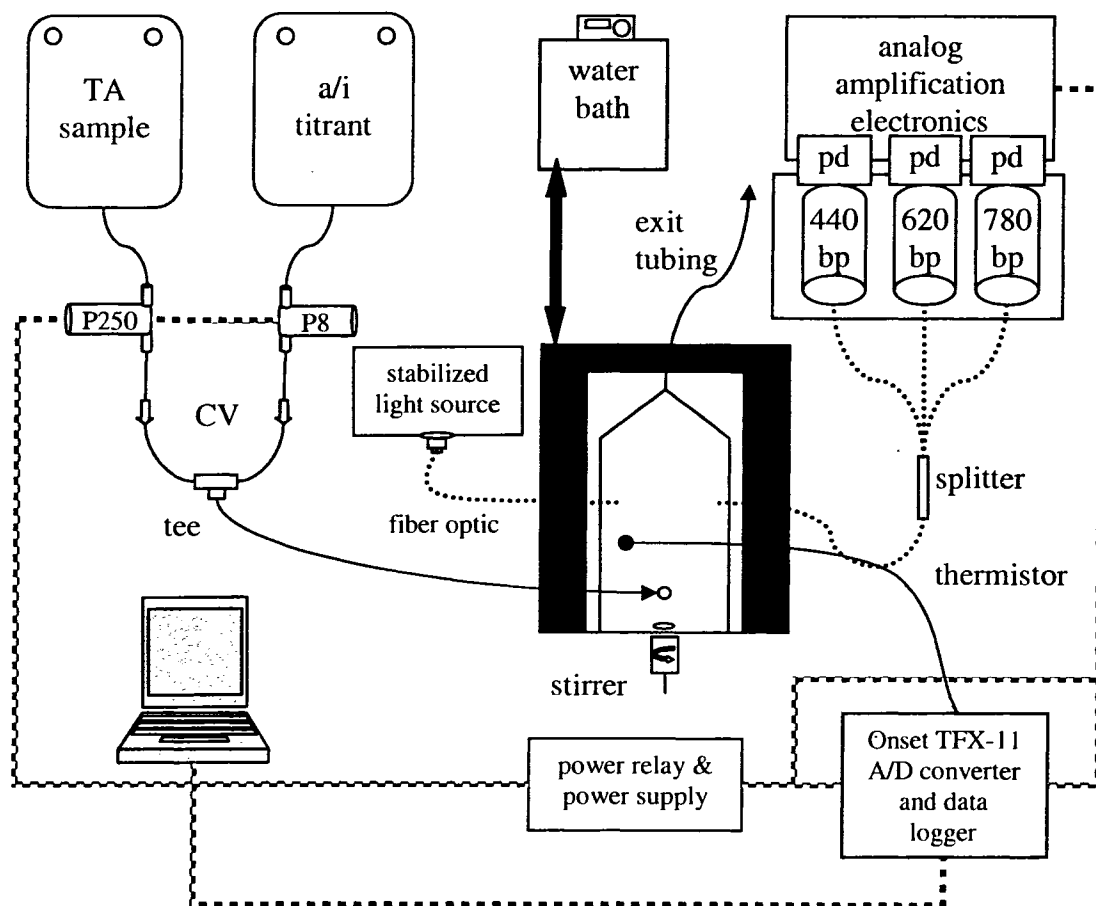 TA
sample
a/i
titrant
water
bath
analog
amplification
electronics
pd
pd
pd
440
bp
620
bp
780
bp
exit
tubing
P250
P8
CV
stabilized
light source
splitter
tee
fiber optic
thermistor
stirrer
power relay &
power supply
Onset TFX-11
A/D converter
and data
logger